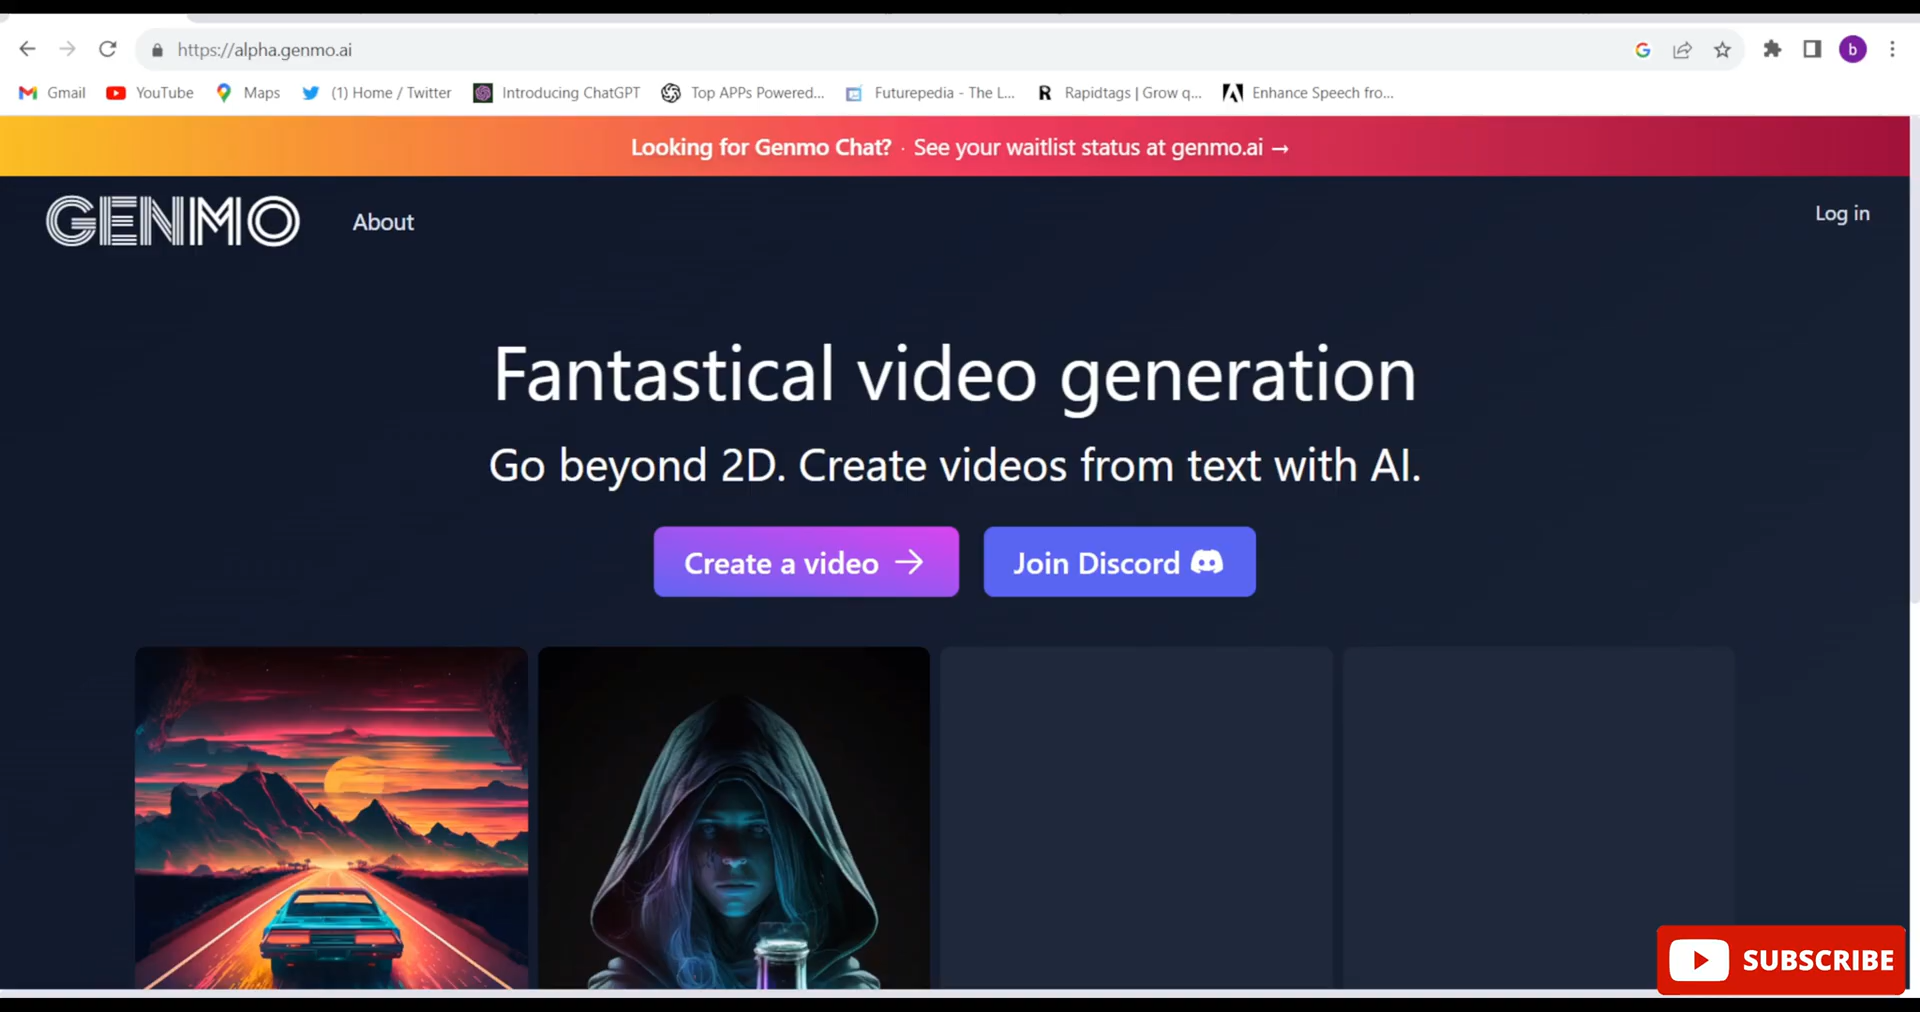 https://alpha.genmo.ai
b
Gmail YouTube Maps (1) Home / Twitter Introducing ChatGPT Top APPs Powered... Futurepedia - The L... Rapidtags | Grow q... Enhance Speech fro...
Looking for Genmo Chat? · See your waitlist status at genmo.ai →
GENMO About Log in
Fantastical video generation
Go beyond 2D. Create videos from text with AI.
Create a video → Join Discord
SUBSCRIBE